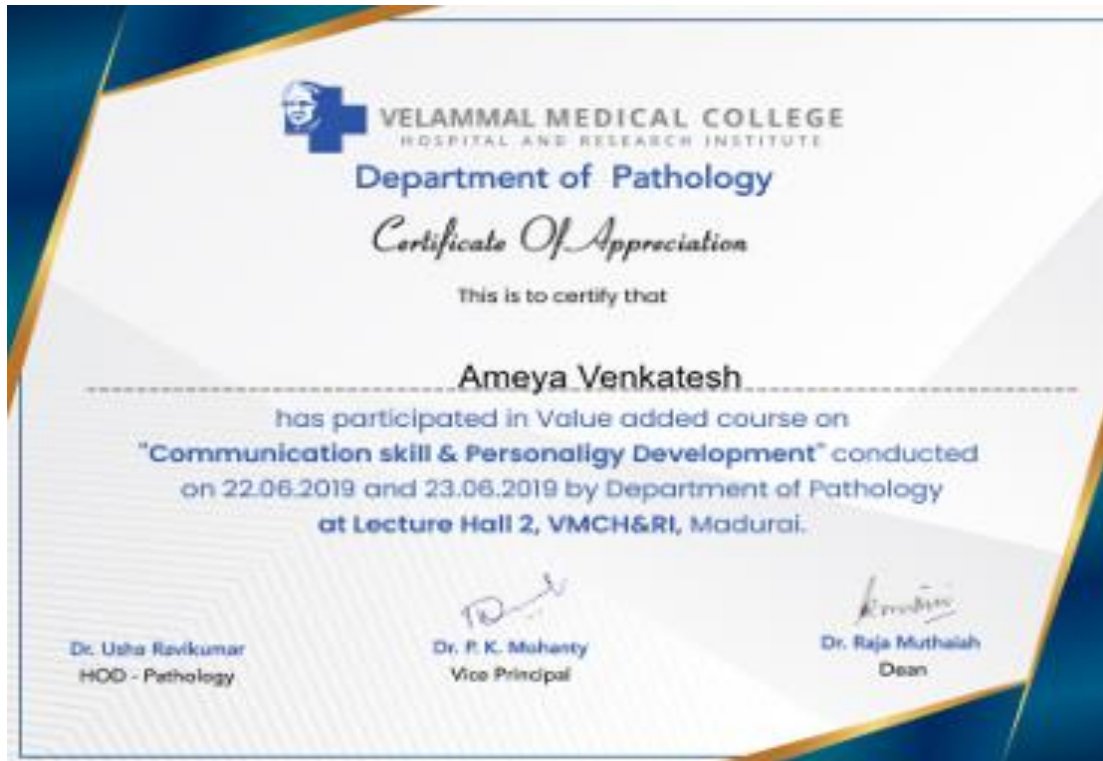 VELAMMAL MEDICAL COLLEGE
HOSPITAL AND RESEARCH INSTITUTE
Department of Pathology
Certificate Of Appreciation
This is to certify that
Ameya Venkatesh
has participated in Value added course on
"Communication skill & Personaligy Development" conducted
on 22.06.2019 and 23.06.2019 by Department of Pathology
at Lecture Hall 2, VMCH&RI, Madurai.
Dr. Usha Ravikumar
HOD - Pathology
Dr. P. K. Mohanty
Vice Principal
Dr. Raja Muthaiah
Dean